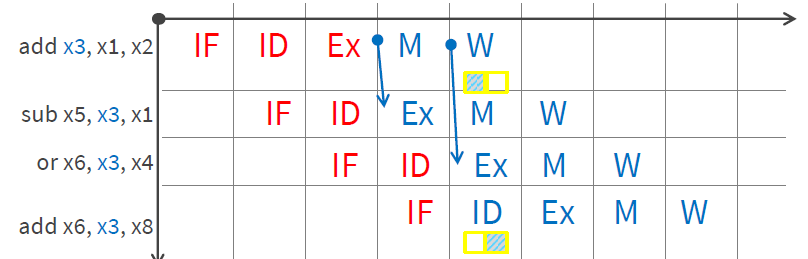 add x3, x1, x2 IF ID Ex M W
sub x5, x3, x1 IF ID Ex M W
or x6, x3, x4 IF ID Ex M W
add x6, x3, x8 IF ID Ex M W